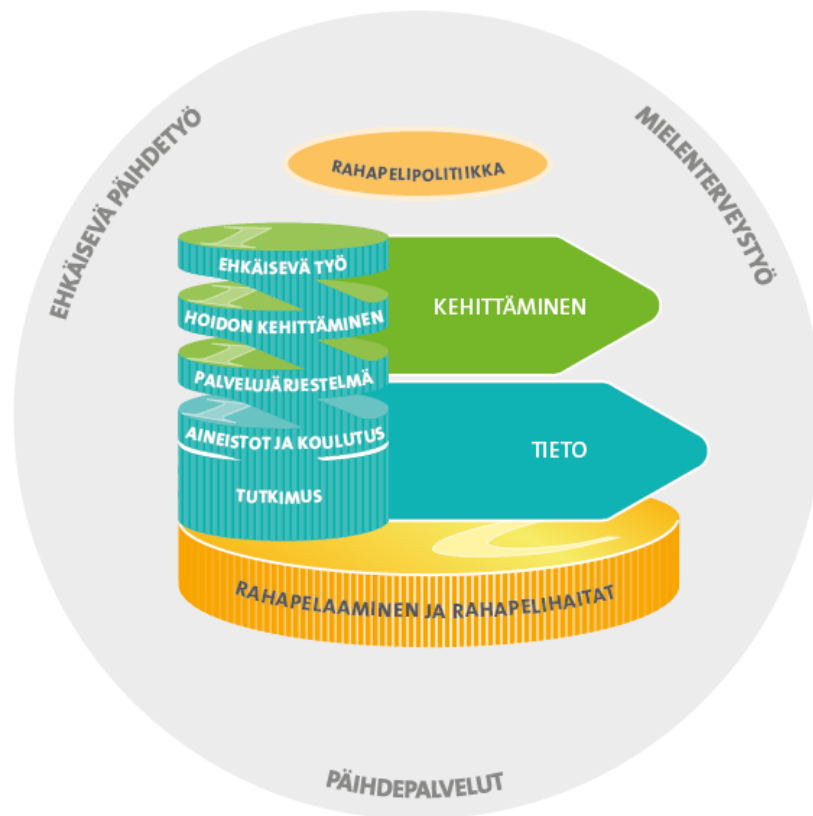 EHKÄISEVÄ PÄIHDETYÖ
MIELENTERVEYSTYÖ
RAHAPELIPOLITIIKKA
EHKÄISEVÄ TYÖ
HOIDON KEHITTÄMINEN
PALVELUJÄRJESTELMÄ
KEHITTÄMINEN
AINEISTOT JA KOULUTUS
TUTKIMUS
TIETO
RAHAPELAAMINEN JA RAHAPELIHAITAT
PÄIHDEPALVELUT